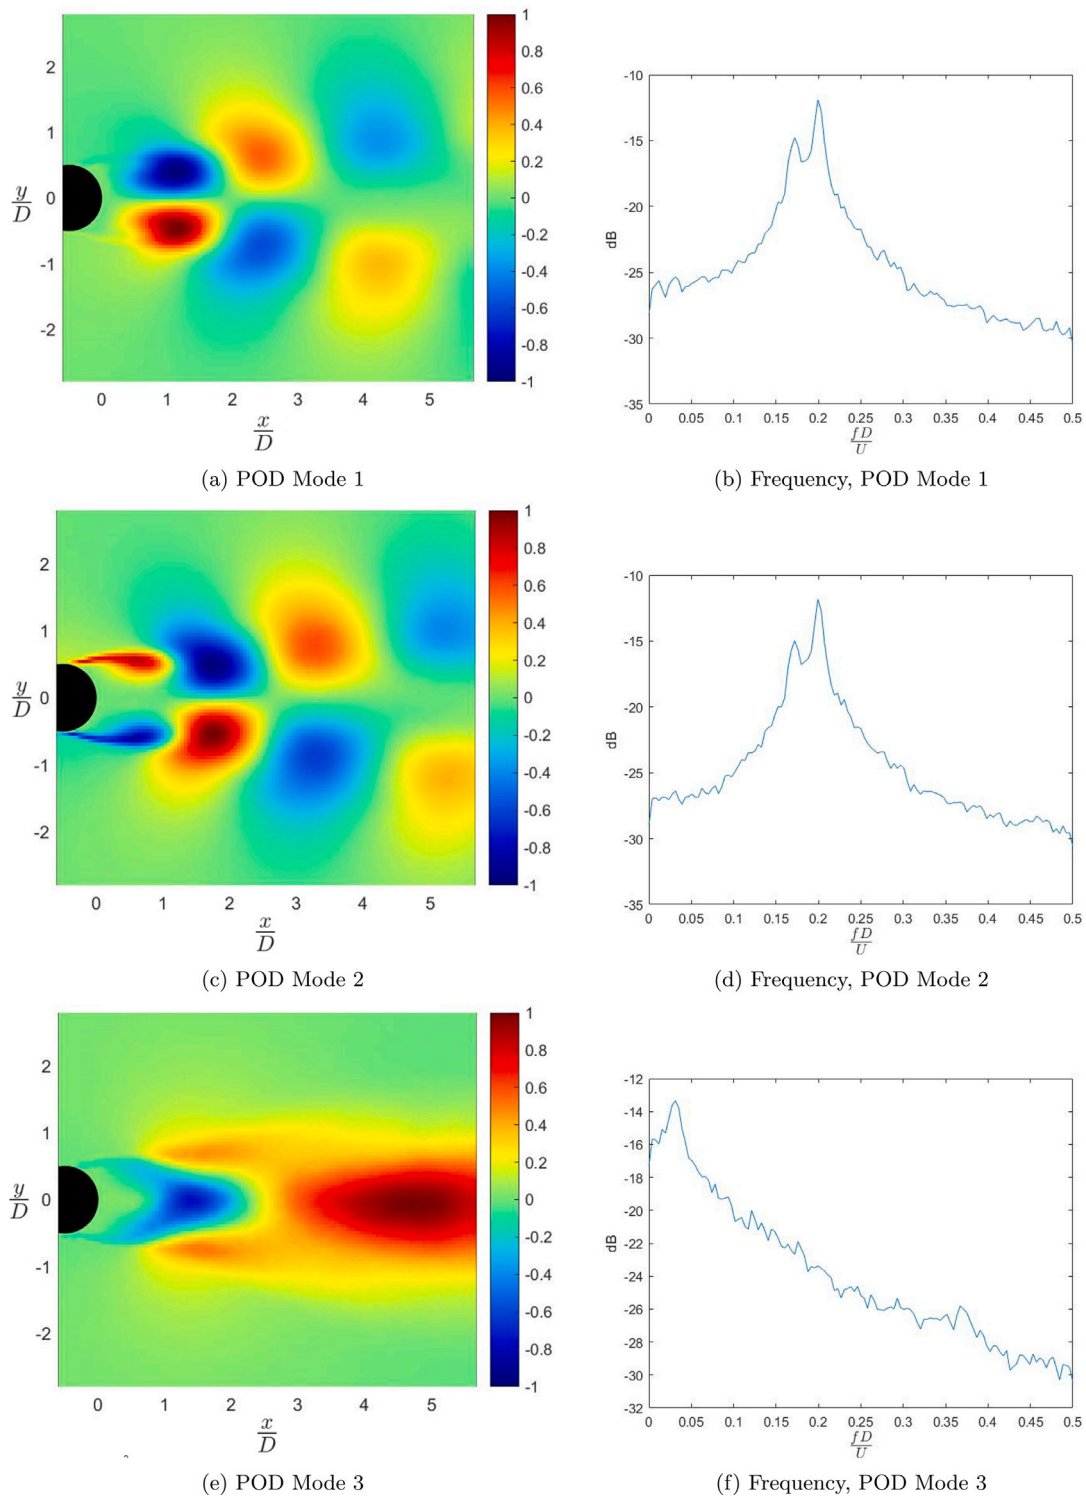 1
0.8
0.6
0.4
0.2
0
-0.2
-0.4
-0.6
-0.8
-1
2
1
0
-1
-2
y
D
0 1 2 3 4 5
x
D
(a) POD Mode 1
-10
-15
-20
-25
-30
-35
dB
0 0.05 0.1 0.15 0.2 0.25 0.3 0.35 0.4 0.45 0.5
fD
U
(b) Frequency, POD Mode 1
1
0.8
0.6
0.4
0.2
0
-0.2
-0.4
-0.6
-0.8
-1
2
1
0
-1
-2
y
D
0 1 2 3 4 5
x
D
(c) POD Mode 2
-10
-15
-20
-25
-30
-35
dB
0 0.05 0.1 0.15 0.2 0.25 0.3 0.35 0.4 0.45 0.5
fD
U
(d) Frequency, POD Mode 2
1
0.8
0.6
0.4
0.2
0
-0.2
-0.4
-0.6
-0.8
-1
2
1
0
-1
-2
y
D
0 1 2 3 4 5
x
D
(e) POD Mode 3
-12
-14
-16
-18
-20
-22
-24
-26
-28
-30
-32
dB
0 0.05 0.1 0.15 0.2 0.25 0.3 0.35 0.4 0.45 0.5
fD
U
(f) Frequency, POD Mode 3